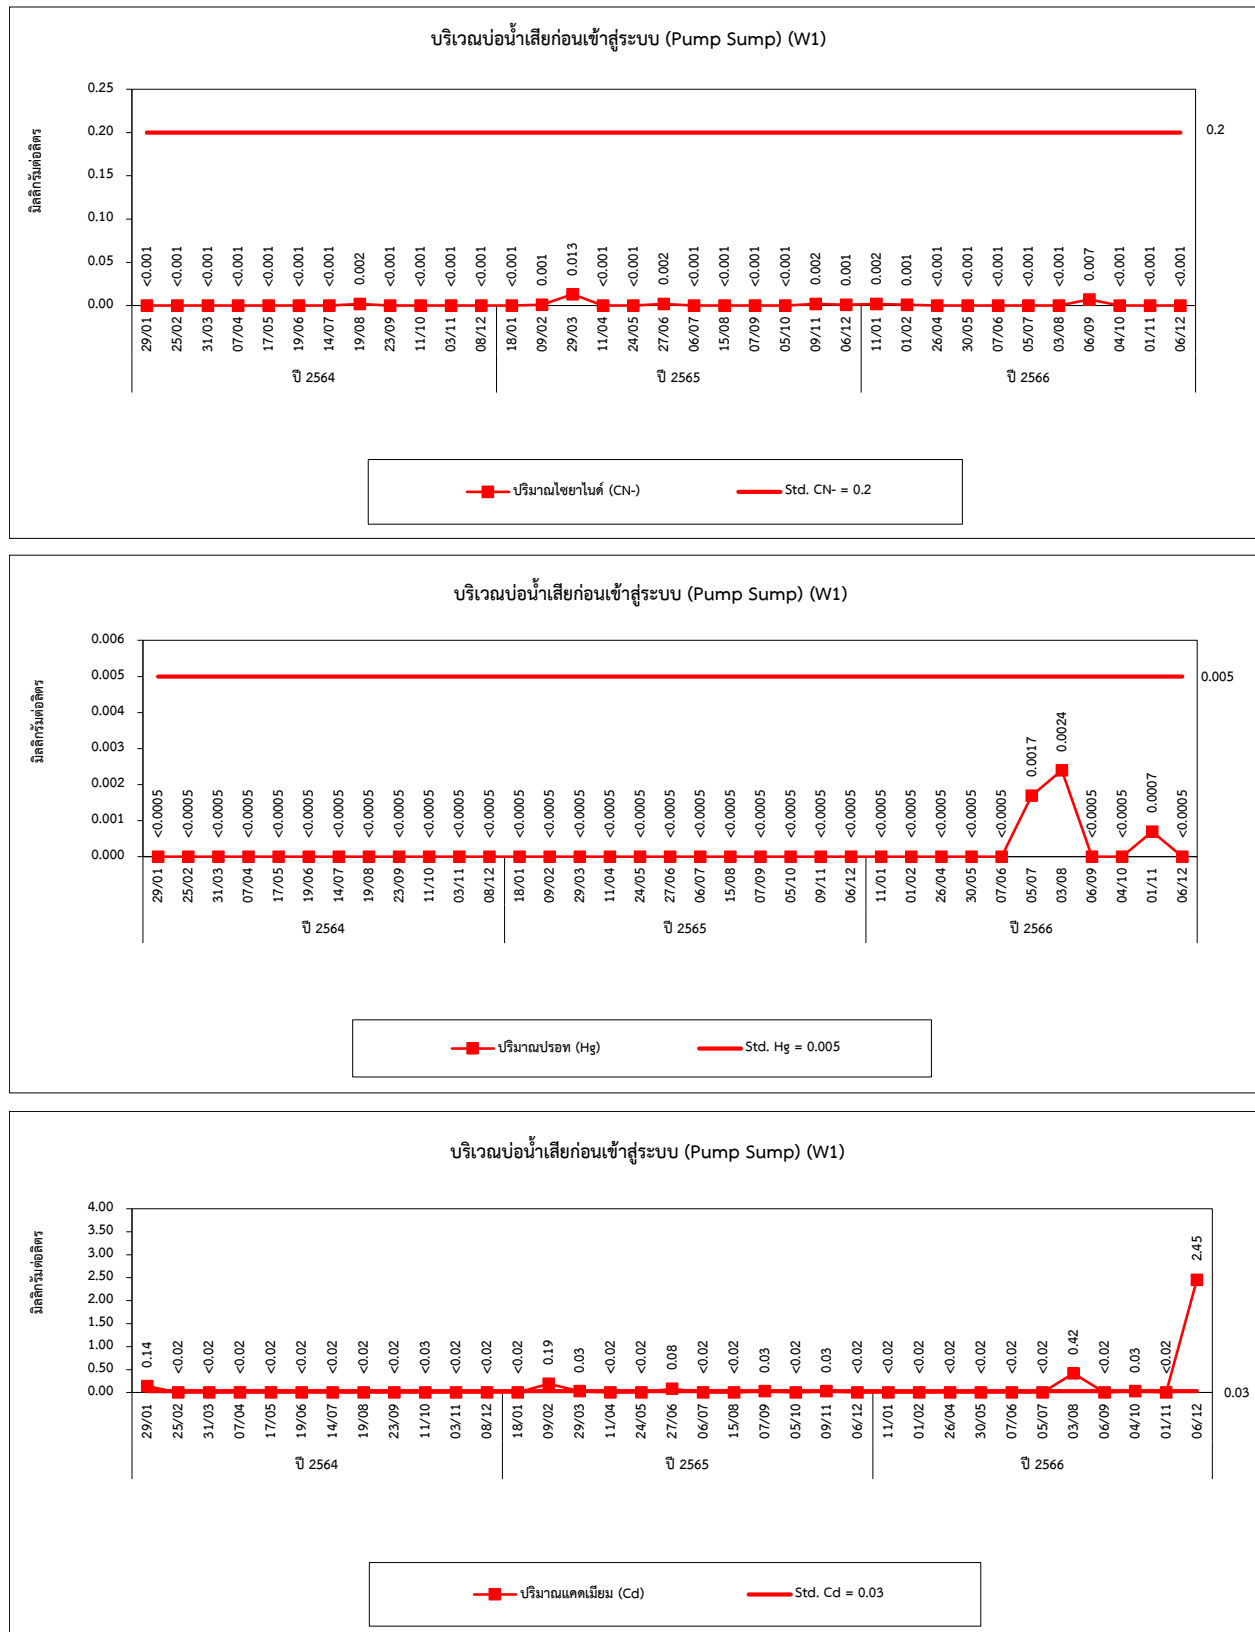 บริเวณบ่อน้ำเสียก่อนเข้าสู่ระบบ (Pump Sump) (W1)
มิลลิกรัมต่อลิตร
0.25
0.20
0.15
0.10
0.05
0.00
0.2
<0.001 <0.001 <0.001 <0.001 <0.001 <0.001 <0.001 0.002 <0.001 <0.001 <0.001 <0.001 <0.001 0.001 0.013 <0.001 <0.001 0.002 <0.001 <0.001 <0.001 <0.001 0.002 0.001 0.002 0.001 <0.001 <0.001 <0.001 <0.001 <0.001 0.007 <0.001 <0.001 <0.001
29/01 25/02 31/03 07/04 17/05 19/06 14/07 19/08 23/09 11/10 03/11 08/12 18/01 09/02 29/03 11/04 24/05 27/06 06/07 15/08 07/09 05/10 09/11 06/12 11/01 01/02 26/04 30/05 07/06 05/07 03/08 06/09 04/10 01/11 06/12
ปี 2564 ปี 2565 ปี 2566
ปริมาณไซยาไนด์ (CN-) Std. CN- = 0.2
บริเวณบ่อน้ำเสียก่อนเข้าสู่ระบบ (Pump Sump) (W1)
มิลลิกรัมต่อลิตร
0.006
0.005
0.004
0.003
0.002
0.001
0.000
0.005
<0.0005 <0.0005 <0.0005 <0.0005 <0.0005 <0.0005 <0.0005 <0.0005 <0.0005 <0.0005 <0.0005 <0.0005 <0.0005 <0.0005 <0.0005 <0.0005 <0.0005 <0.0005 <0.0005 <0.0005 <0.0005 <0.0005 <0.0005 <0.0005 <0.0005 <0.0005 <0.0005 <0.0005 <0.0005 0.0017 0.0024 <0.0005 <0.0005 0.0007 <0.0005
29/01 25/02 31/03 07/04 17/05 19/06 14/07 19/08 23/09 11/10 03/11 08/12 18/01 09/02 29/03 11/04 24/05 27/06 06/07 15/08 07/09 05/10 09/11 06/12 11/01 01/02 26/04 30/05 07/06 05/07 03/08 06/09 04/10 01/11 06/12
ปี 2564 ปี 2565 ปี 2566
ปริมาณปรอท (Hg) Std. Hg = 0.005
บริเวณบ่อน้ำเสียก่อนเข้าสู่ระบบ (Pump Sump) (W1)
มิลลิกรัมต่อลิตร
4.00
3.50
3.00
2.50
2.00
1.50
1.00
0.50
0.00
0.03
0.14 <0.02 <0.02 <0.02 <0.02 <0.02 <0.02 <0.02 <0.02 <0.03 <0.02 <0.02 <0.02 0.19 0.03 <0.02 <0.02 0.08 <0.02 <0.02 0.03 <0.02 0.03 <0.02 <0.02 <0.02 <0.02 <0.02 <0.02 <0.02 0.42 <0.02 0.03 <0.02 2.45
29/01 25/02 31/03 07/04 17/05 19/06 14/07 19/08 23/09 11/10 03/11 08/12 18/01 09/02 29/03 11/04 24/05 27/06 06/07 15/08 07/09 05/10 09/11 06/12 11/01 01/02 26/04 30/05 07/06 05/07 03/08 06/09 04/10 01/11 06/12
ปี 2564 ปี 2565 ปี 2566
ปริมาณแคดเมียม (Cd) Std. Cd = 0.03